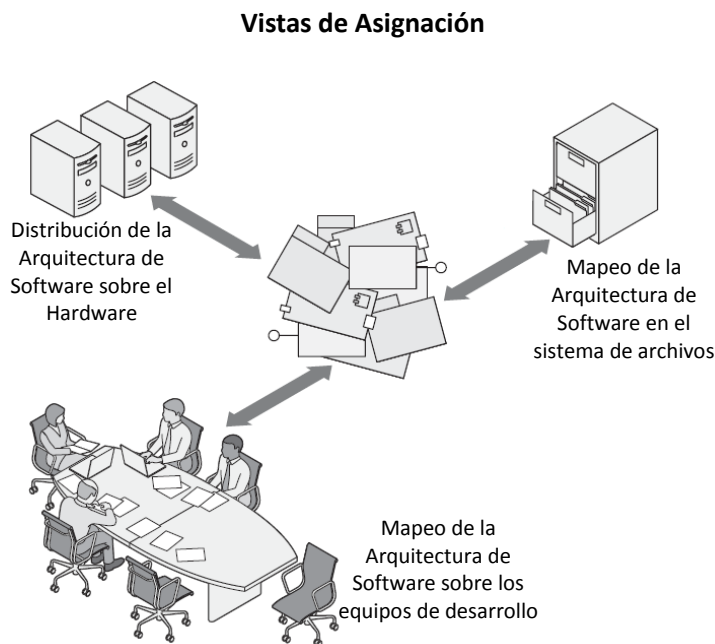 Vistas de Asignación
Distribución de la
Arquitectura de
Software sobre el
Hardware
Mapeo de la
Arquitectura de
Software en el
sistema de archivos
Mapeo de la
Arquitectura de
Software sobre los
equipos de desarrollo